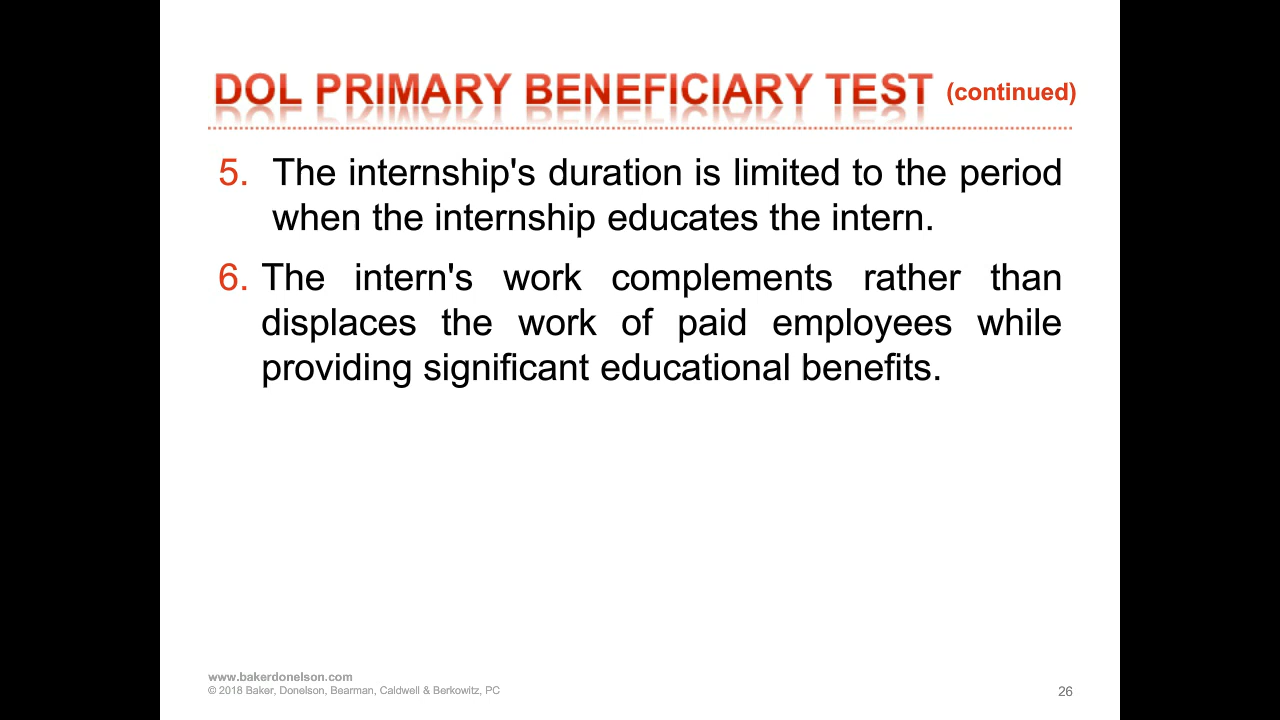 DOL PRIMARY BENEFICIARY TEST (continued)
5. The internship's duration is limited to the period
when the internship educates the intern.
6. The intern's work complements rather than
displaces the work of paid employees while
providing significant educational benefits.
www.bakerdonelson.com
© 2018 Baker, Donelson, Bearman, Caldwell & Berkowitz, PC
26